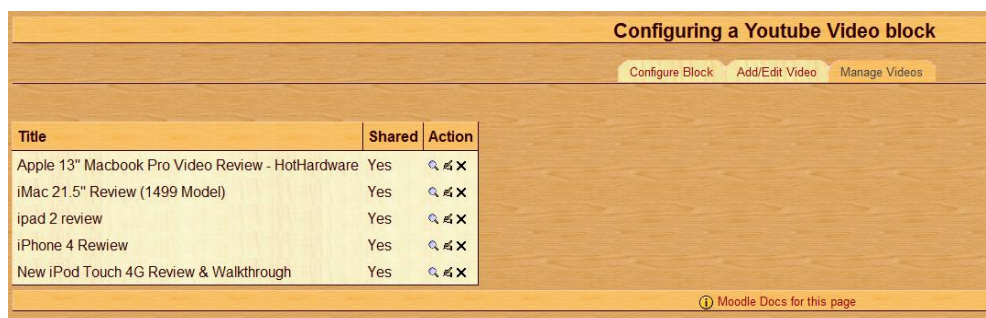 Configuring a Youtube Video block
Configure Block Add/Edit Video Manage Videos
Title Shared Action
Apple 13" Macbook Pro Video Review - HotHardware Yes
iMac 21.5" Review (1499 Model) Yes
ipad 2 review Yes
iPhone 4 Rewiew Yes
New iPod Touch 4G Review & Walkthrough Yes
Moodle Docs for this page